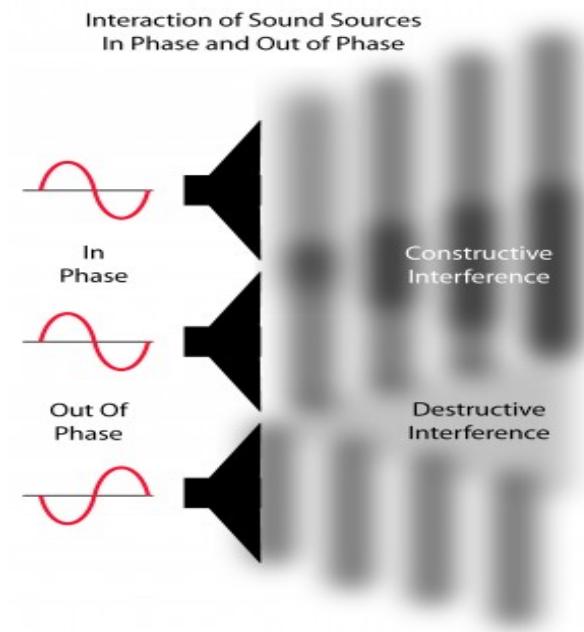 Interaction of Sound Sources
In Phase and Out of Phase
In
Phase
Constructive
Interference
Out Of
Phase
Destructive
Interference